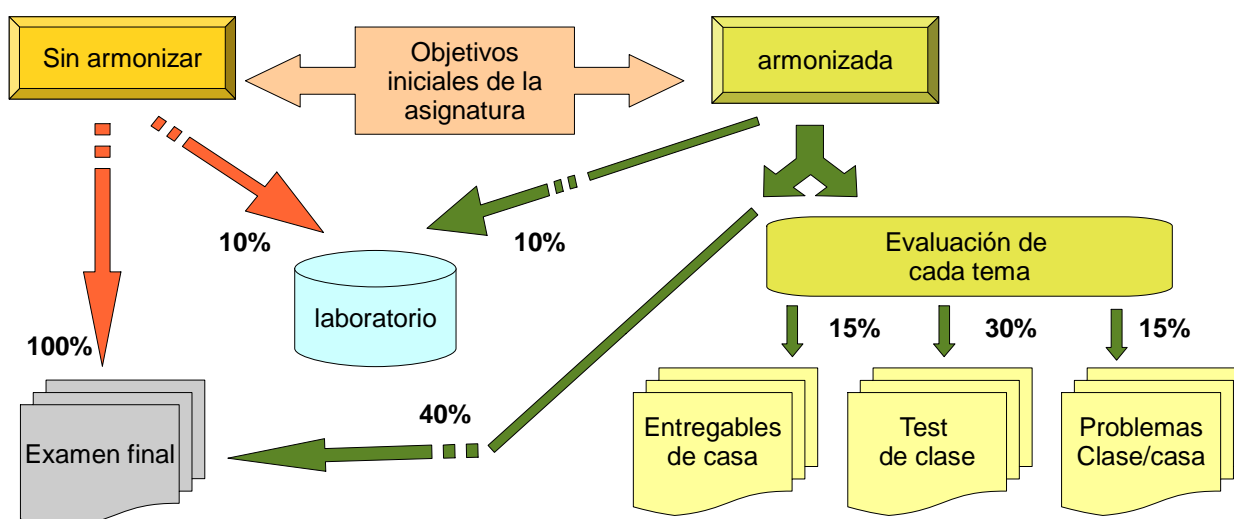 Sin armonizar
Objetivos
iniciales de la
asignatura
armonizada
10%
10%
Evaluación de
cada tema
laboratorio
15%
30%
15%
100%
40%
Examen final
Entregables
de casa
Test
de clase
Problemas
Clase/casa